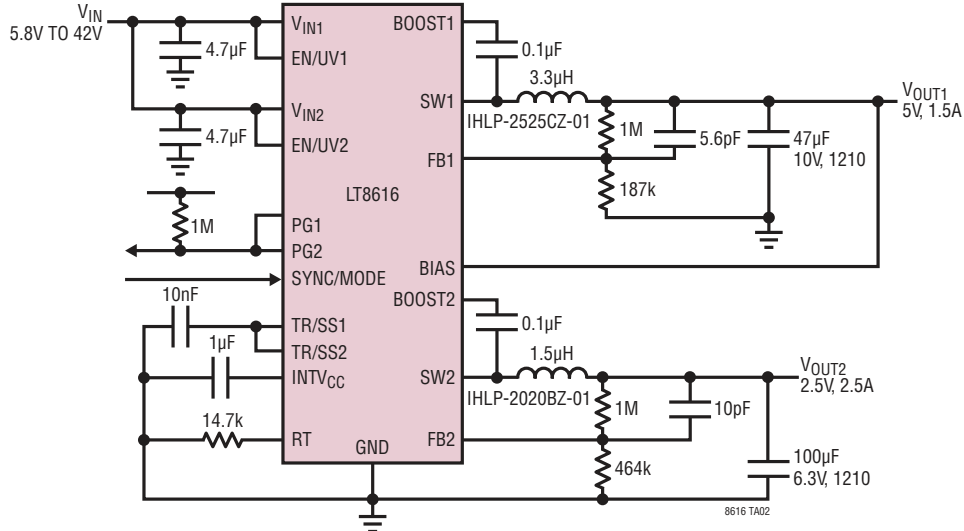 VIN
5.8V TO 42V
4.7µF
4.7µF
1M
10nF
1µF
14.7k
VIN1
EN/UV1
VIN2
EN/UV2
LT8616
PG1
PG2
SYNC/MODE
TR/SS1
TR/SS2
INTVCC
RT
GND
BOOST1
SW1
FB1
BIAS
BOOST2
SW2
FB2
0.1µF
3.3µH
IHLP-2525CZ-01
1M
5.6pF
47µF
10V, 1210
187k
VOUT1
5V, 1.5A
0.1µF
1.5µH
IHLP-2020BZ-01
1M
10pF
464k
VOUT2
2.5V, 2.5A
100µF
6.3V, 1210
8616 TA02